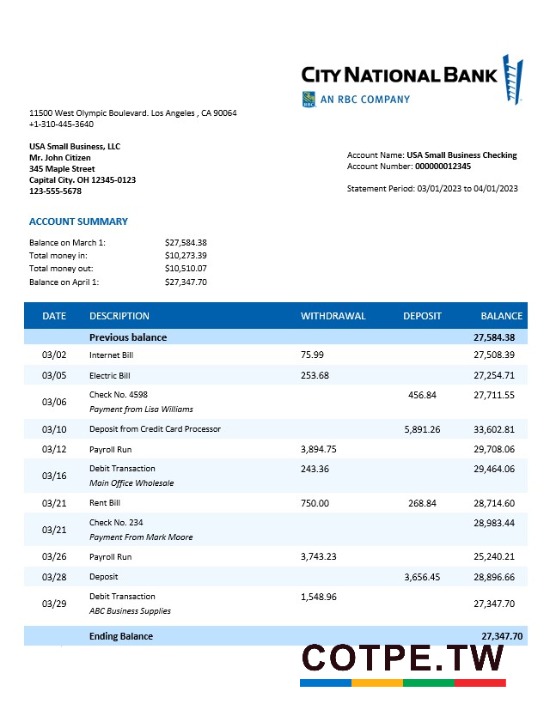 CITY NATIONAL BANK
RBC
AN RBC COMPANY
11500 West Olympic Boulevard. Los Angeles , CA 90064
+1-310-445-3640
USA Small Business, LLC
Mr. John Citizen
345 Maple Street
Capital City. OH 12345-0123
123-555-5678
Account Name: USA Small Business Checking
Account Number: 000000012345
Statement Period: 03/01/2023 to 04/01/2023
ACCOUNT SUMMARY
Balance on March 1: $27,584.38
Total money in: $10,273.39
Total money out: $10,510.07
Balance on April 1: $27,347.70
DATE DESCRIPTION WITHDRAWAL DEPOSIT BALANCE
Previous balance 27,584.38
03/02 Internet Bill 75.99 27,508.39
03/05 Electric Bill 253.68 27,254.71
03/06 Check No. 4598 456.84 27,711.55
Payment from Lisa Williams
03/10 Deposit from Credit Card Processor 5,891.26 33,602.81
03/12 Payroll Run 3,894.75 29,708.06
03/16 Debit Transaction 243.36 29,464.06
Main Office Wholesale
03/21 Rent Bill 750.00 268.84 28,714.60
03/21 Check No. 234 28,983.44
Payment From Mark Moore
03/26 Payroll Run 3,743.23 25,240.21
03/28 Deposit 3,656.45 28,896.66
03/29 Debit Transaction 1,548.96 27,347.70
ABC Business Supplies
Ending Balance 27,347.70
COTPE.TW